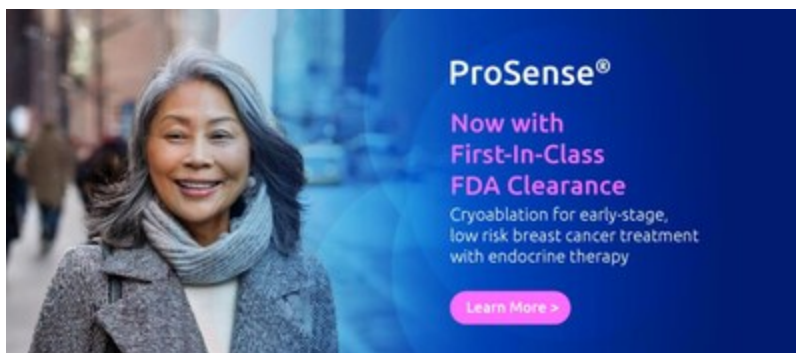 ProSense®
Now with
First-In-Class
FDA Clearance
Cryoablation for early-stage,
low risk breast cancer treatment
with endocrine therapy
Learn More >